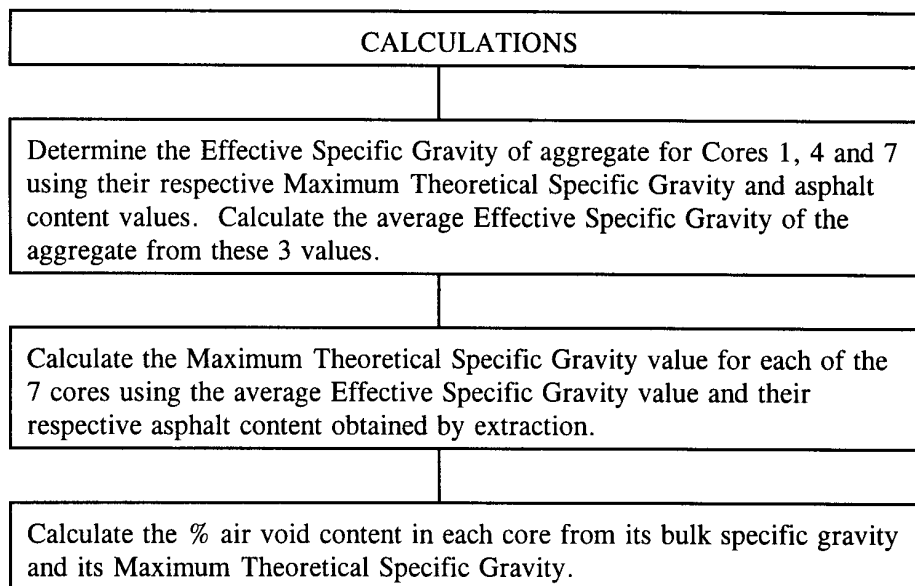 CALCULATIONS
Determine the Effective Specific Gravity of aggregate for Cores 1, 4 and 7
using their respective Maximum Theoretical Specific Gravity and asphalt
content values. Calculate the average Effective Specific Gravity of the
aggregate from these 3 values.
Calculate the Maximum Theoretical Specific Gravity value for each of the
7 cores using the average Effective Specific Gravity value and their
respective asphalt content obtained by extraction.
Calculate the % air void content in each core from its bulk specific gravity
and its Maximum Theoretical Specific Gravity.